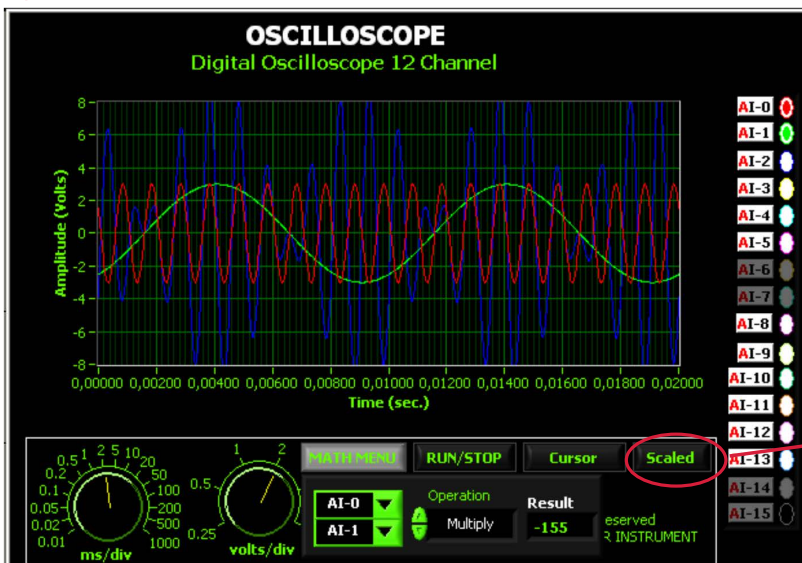 OSCILLOSCOPE
Digital Oscilloscope 12 Channel
Amplitude (Volts)
8
6
4
2
0
-2
-4
-6
-8
0,00000 0,00200 0,00400 0,00600 0,00800 0,01000 0,01200 0,01400 0,01600 0,01800 0,02000
Time (sec.)
AI-0
AI-1
AI-2
AI-3
AI-4
AI-5
AI-6
AI-7
AI-8
AI-9
AI-10
AI-11
AI-12
AI-13
AI-14
AI-15
0.01 0.02 0.05 0.1 0.2 0.5 1 2 5 10 20 50 100 200 500 1000
ms/div
0.25 0.5 1 2 
volts/div
MATH MENU RUN/STOP Cursor Scaled
AI-0
AI-1
Operation
Multiply
Result
-155
eserved
R INSTRUMENT